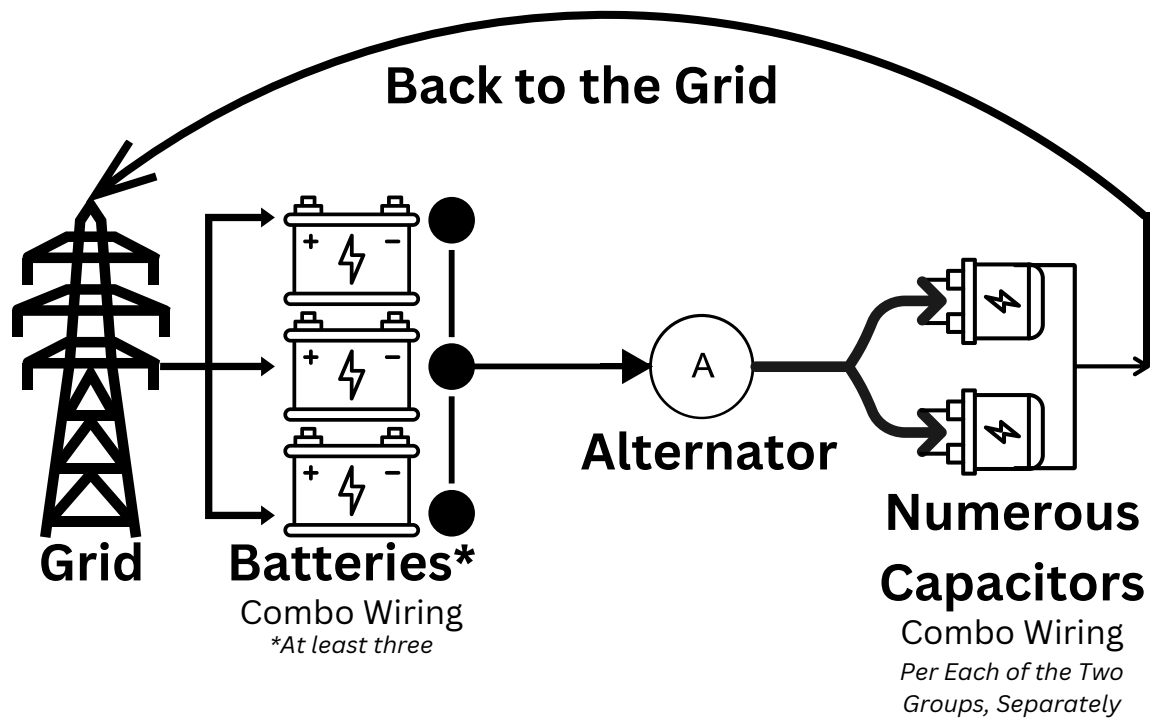 Back to the Grid
+ −
+ −
+ −
A
Alternator
Grid
Batteries*
Combo Wiring
*At least three
Numerous
Capacitors
Combo Wiring
Per Each of the Two
Groups, Separately